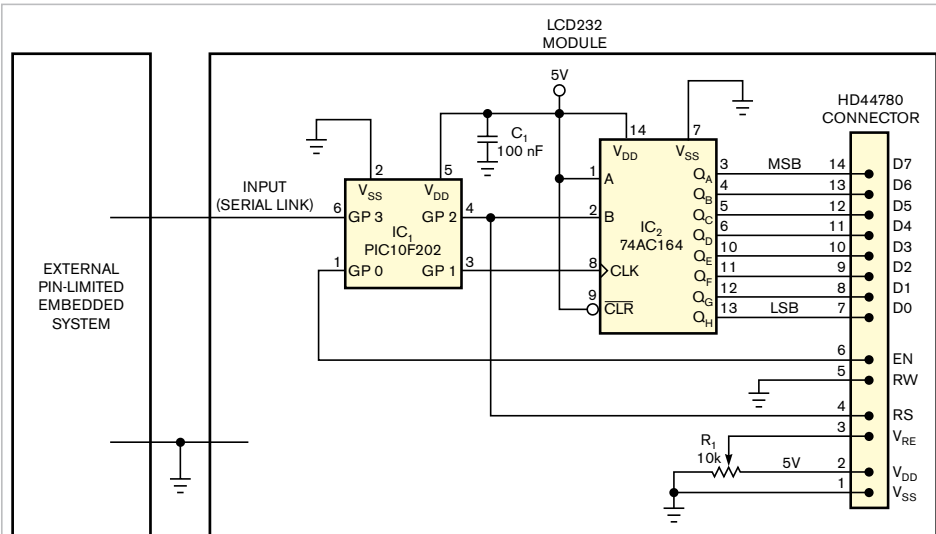 LCD232
MODULE
5V
HD44780
CONNECTOR
C1
100 nF
2
5
14
7
VSS
VDD
VDD
VSS
INPUT
(SERIAL LINK)
6
GP 3
GP 2
4
IC1
PIC10F202
1
GP 0
GP 1
3
1
A
2
B
IC2
74AC164
8
CLK
9
CLR
QA
3
MSB
14
D7
QB
4
13
D6
QC
5
12
D5
QD
6
11
D4
QE
10
10
D3
QF
11
9
D2
QG
12
8
D1
QH
13
LSB
7
D0
EXTERNAL
PIN-LIMITED
EMBEDDED
SYSTEM
6
EN
5
RW
4
RS
3
VRE
R1
10k
5V
2
VDD
1
VSS